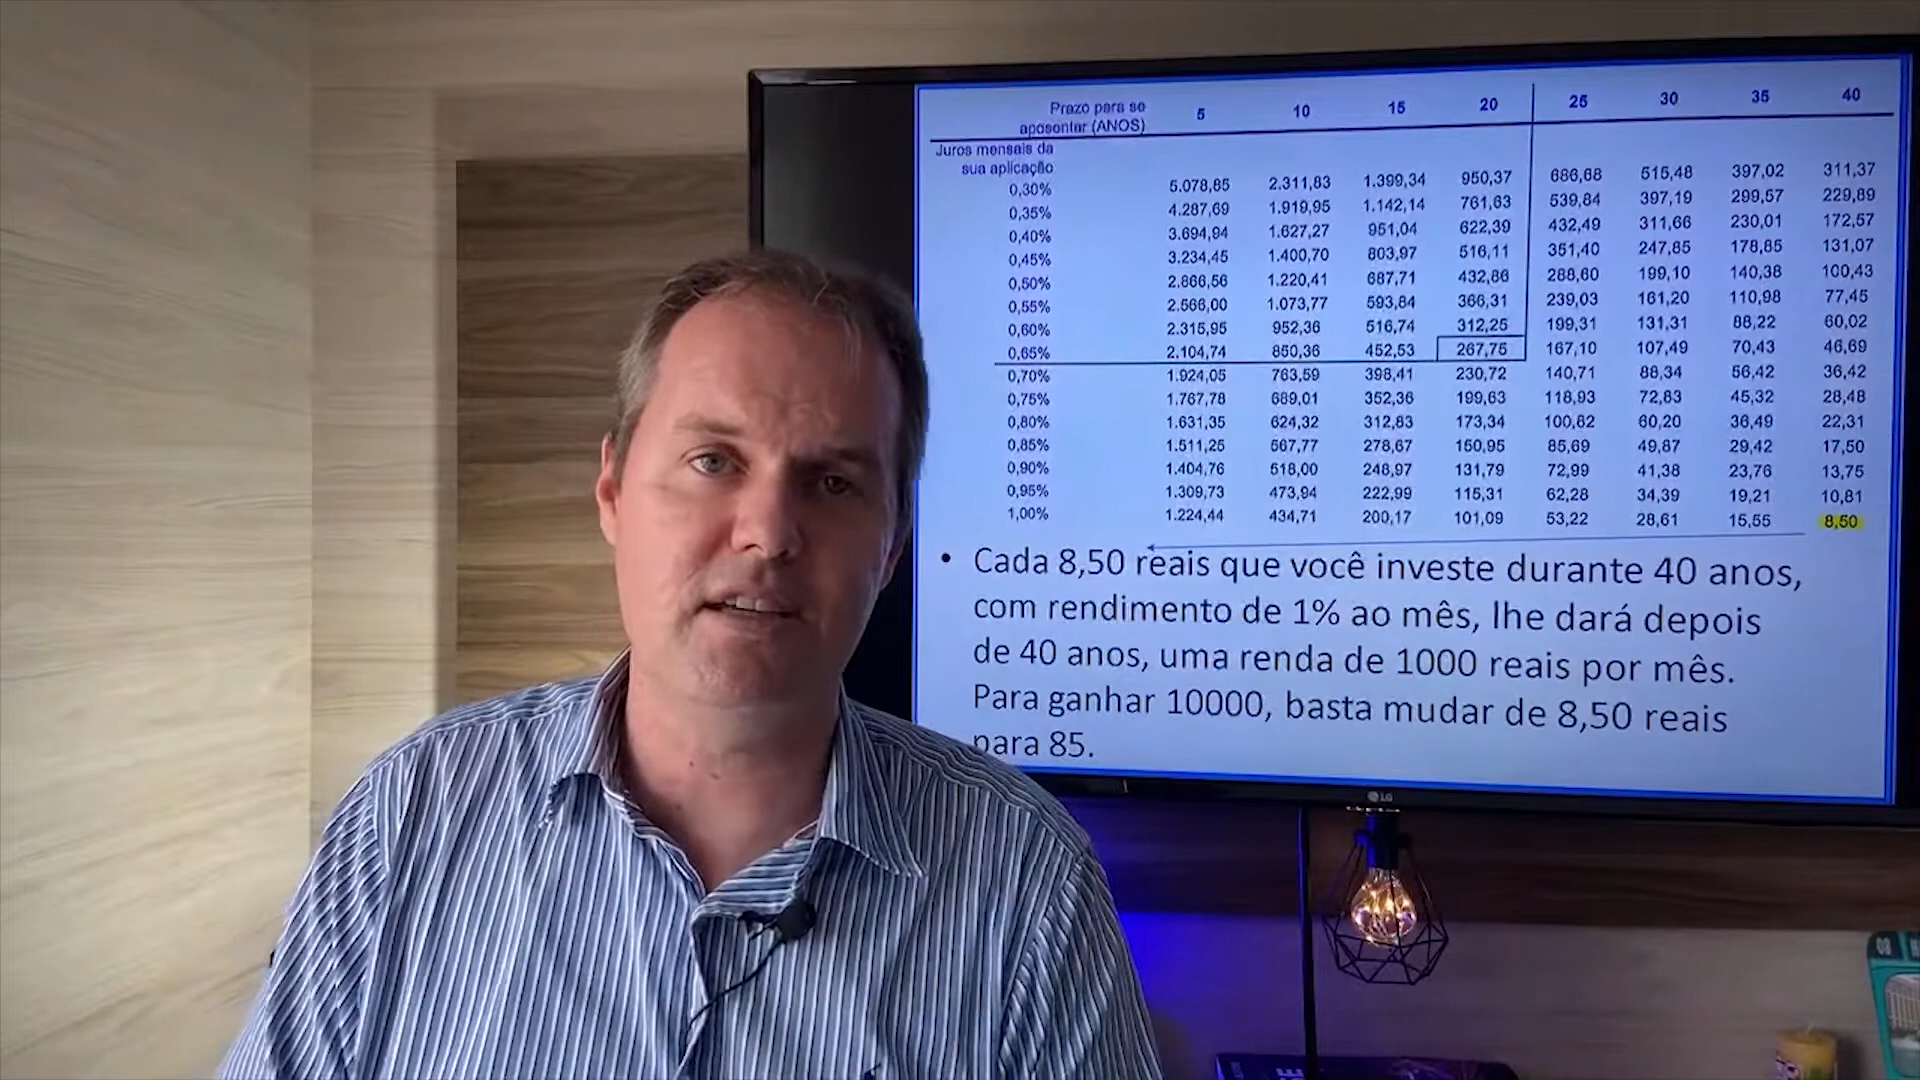 Prazo para se
aposentar (ANOS) 5 10 15 20 25 30 35 40
Juros mensais da
sua aplicação
0,30% 5.078,85 2.311,83 1.399,34 950,37 686,68 515,48 397,02 311,37
0,35% 4.287,69 1.919,95 1.142,14 761,63 539,84 397,19 299,57 229,89
0,40% 3.694,94 1.627,27 951,04 622,39 432,49 311,66 230,01 172,57
0,45% 3.234,45 1.400,70 803,97 516,11 351,40 247,85 178,85 131,07
0,50% 2.866,56 1.220,41 687,71 432,86 288,60 199,10 140,38 100,43
0,55% 2.566,00 1.073,77 593,84 366,31 239,03 161,20 110,98 77,45
0,60% 2.315,95 952,36 516,74 312,25 199,31 131,31 88,22 60,02
0,65% 2.104,74 850,36 452,53 267,75 167,10 107,49 70,43 46,69
0,70% 1.924,05 763,59 398,41 230,72 140,71 88,34 56,42 36,42
0,75% 1.767,78 689,01 352,36 199,63 118,93 72,83 45,32 28,48
0,80% 1.631,35 624,32 312,83 173,34 100,82 60,20 36,49 22,31
0,85% 1.511,25 567,77 278,67 150,95 85,69 49,87 29,42 17,50
0,90% 1.404,76 518,00 248,97 131,79 72,99 41,38 23,76 13,75
0,95% 1.309,73 473,94 222,99 115,31 62,28 34,39 19,21 10,81
1,00% 1.224,44 434,71 200,17 101,09 53,22 28,61 15,55 8,50
• Cada 8,50 reais que você investe durante 40 anos,
com rendimento de 1% ao mês, lhe dará depois
de 40 anos, uma renda de 1000 reais por mês.
Para ganhar 10000, basta mudar de 8,50 reais
para 85.
LG